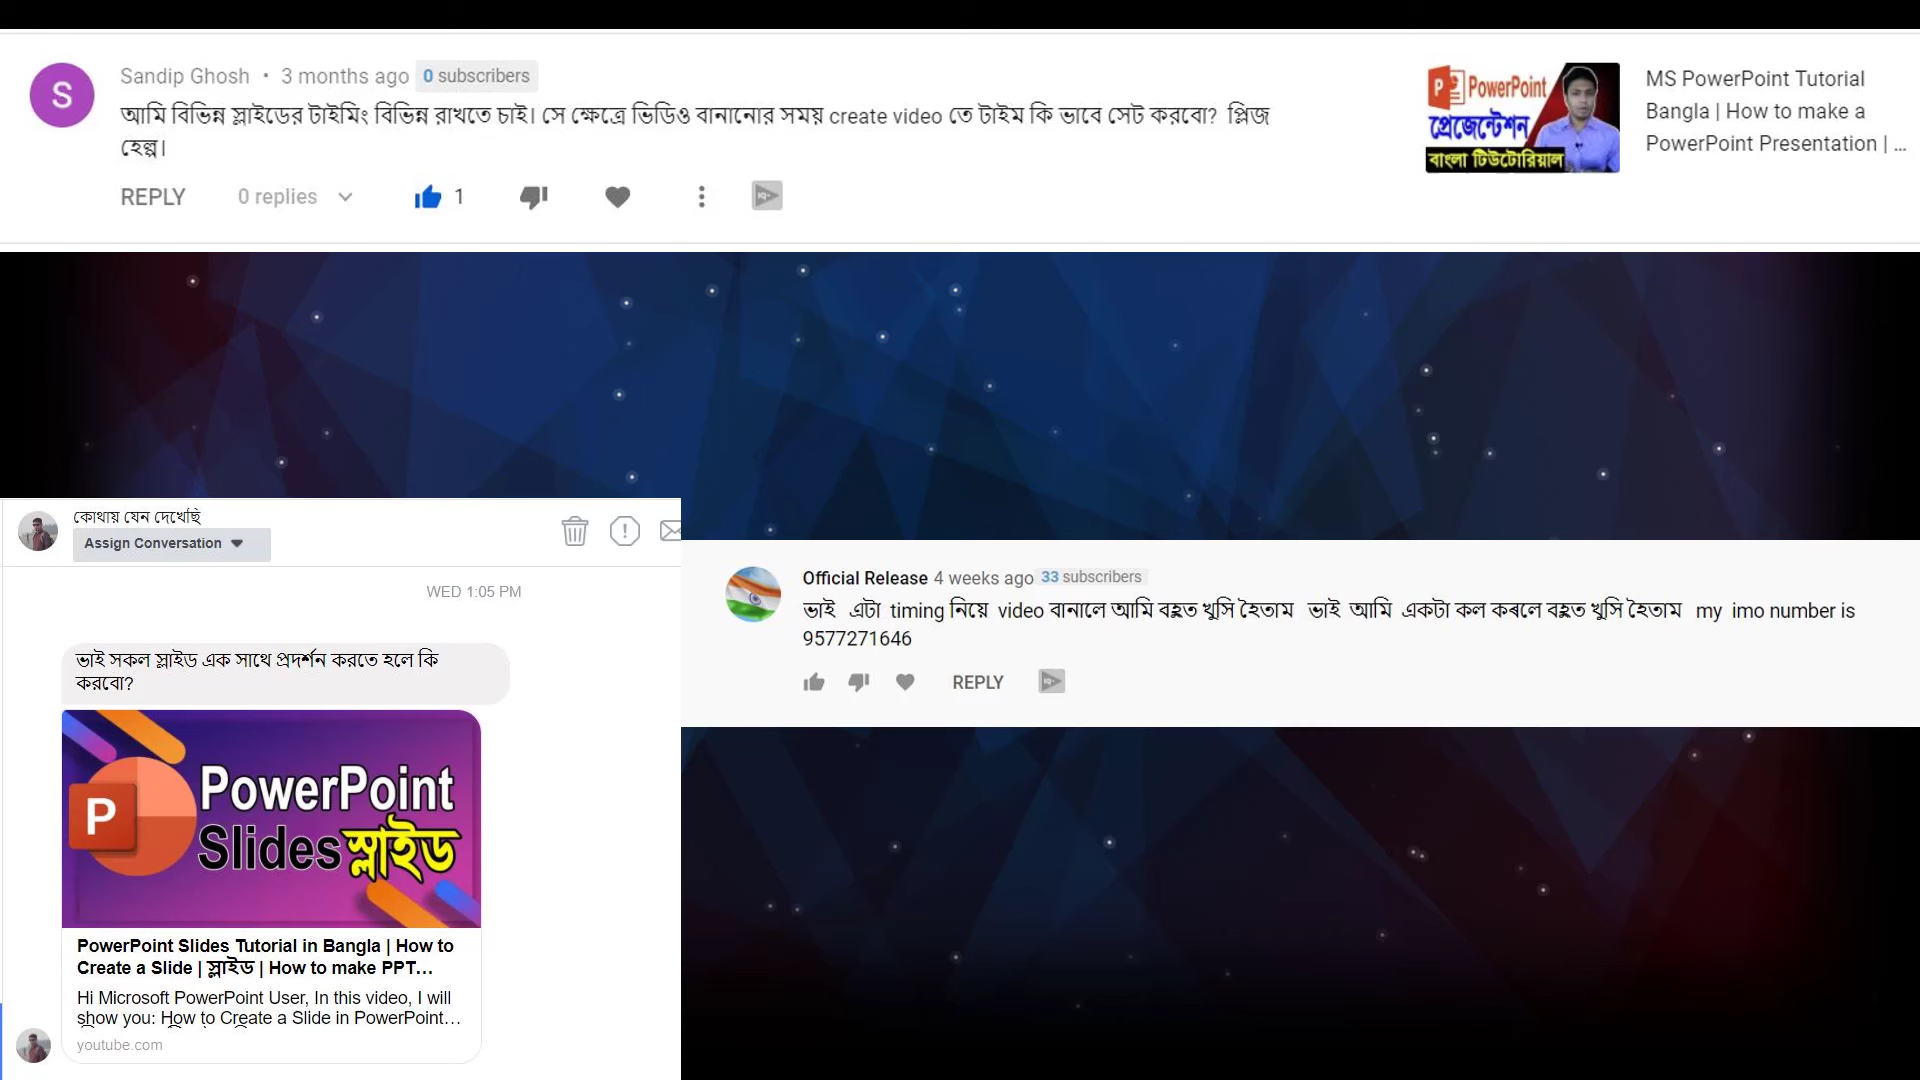 S
Sandip Ghosh • 3 months ago 0 subscribers
আমি বিভিন্ন স্লাইডের টাইমিং বিভিন্ন রাখতে চাই। সে ক্ষেত্রে ভিডিও বানানোর সময় create video তে টাইম কি ভাবে সেট করবো? প্লিজ
হেল্প।
REPLY 0 replies 1
PowerPoint
প্রেজেন্টেশন
বাংলা টিউটোরিয়াল
MS PowerPoint Tutorial
Bangla | How to make a
PowerPoint Presentation | ...
কোথায় যেন দেখেছি
Assign Conversation
WED 1:05 PM
ভাই সকল স্লাইড এক সাথে প্রদর্শন করতে হলে কি
করবো?
P
PowerPoint
Slides স্লাইড
PowerPoint Slides Tutorial in Bangla | How to
Create a Slide | স্লাইড | How to make PPT...
Hi Microsoft PowerPoint User, In this video, I will
show you: How to Create a Slide in PowerPoint...
youtube.com
Official Release 4 weeks ago 33 subscribers
ভাই এটা timing নিয়ে video বানালে আমি বহুত খুসি হৈতাম ভাই আমি একটা কল কৰলে বহুত খুসি হৈতাম my imo number is
9577271646
REPLY